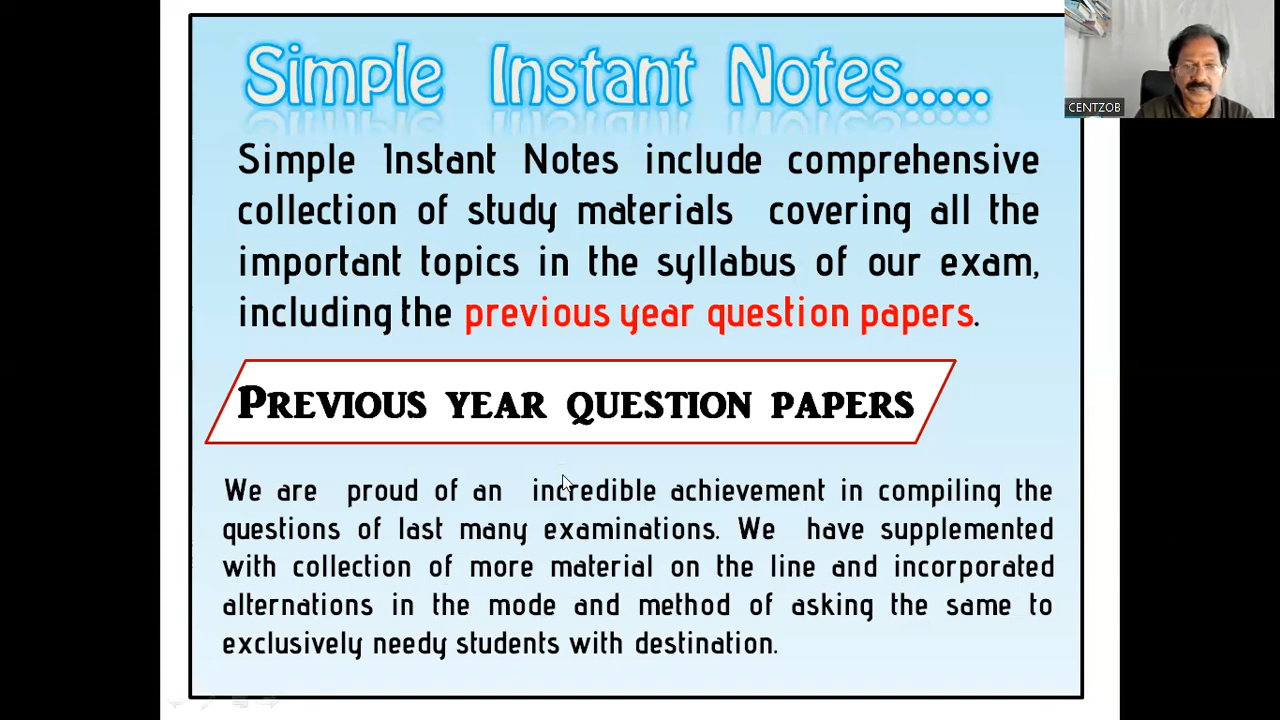 Simple Instant Notes.....
CENTZOB
Simple Instant Notes include comprehensive
collection of study materials covering all the
important topics in the syllabus of our exam,
including the previous year question papers.
PREVIOUS YEAR QUESTION PAPERS
We are proud of an incredible achievement in compiling the
questions of last many examinations. We have supplemented
with collection of more material on the line and incorporated
alternations in the mode and method of asking the same to
exclusively needy students with destination.